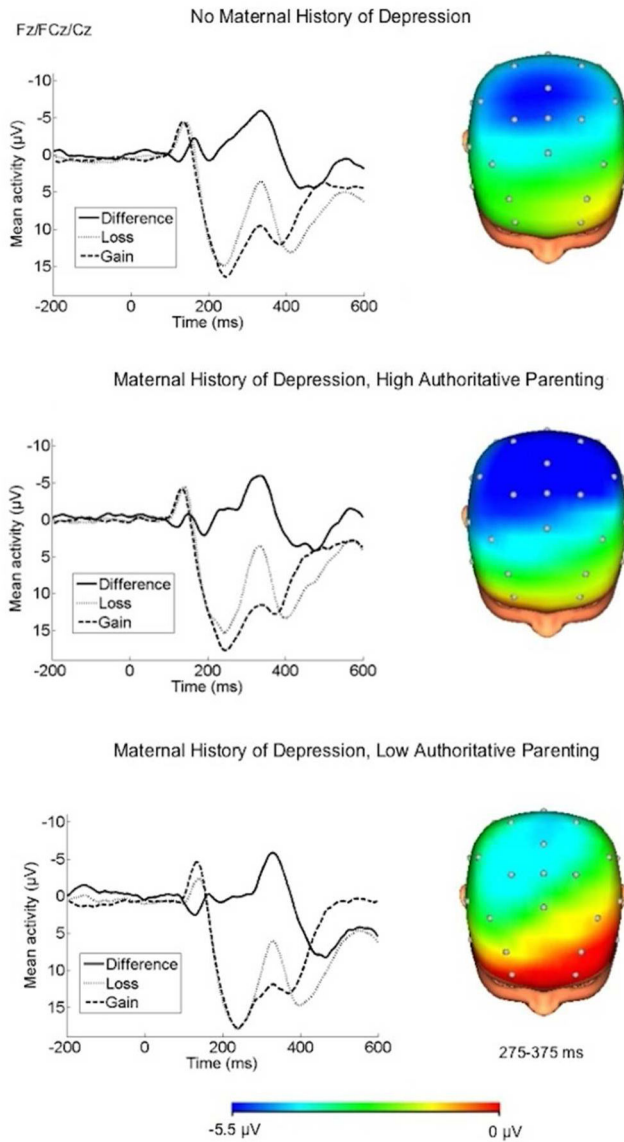 No Maternal History of Depression
Fz/FCz/Cz
-10
-5
0
5
10
15
Mean activity (µV)
Difference
Loss
Gain
-200 0 200 400 600
Time (ms)
Maternal History of Depression, High Authoritative Parenting
-10
-5
0
5
10
15
Mean activity (µV)
Difference
Loss
Gain
-200 0 200 400 600
Time (ms)
Maternal History of Depression, Low Authoritative Parenting
-10
-5
0
5
10
15
Mean activity (µV)
Difference
Loss
Gain
-200 0 200 400 600
Time (ms)
275-375 ms
-5.5 µV 0 µV